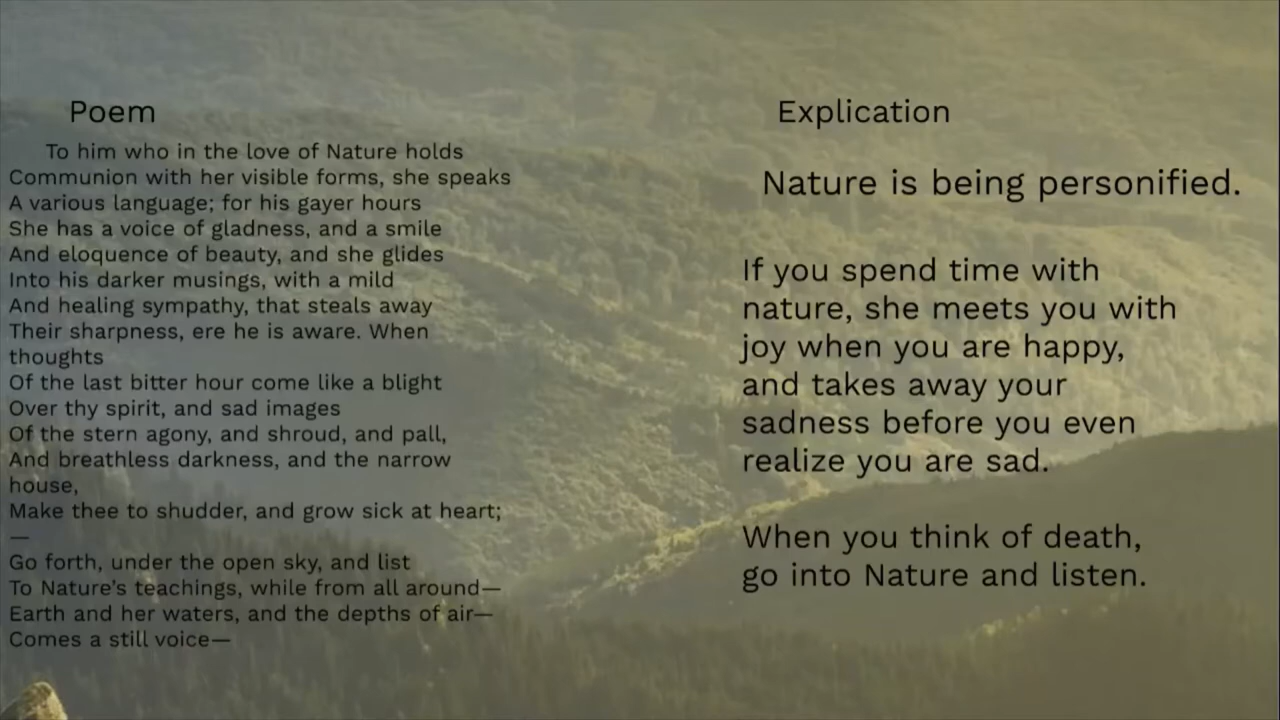 Poem
To him who in the love of Nature holds
Communion with her visible forms, she speaks
A various language; for his gayer hours
She has a voice of gladness, and a smile
And eloquence of beauty, and she glides
Into his darker musings, with a mild
And healing sympathy, that steals away
Their sharpness, ere he is aware. When
thoughts
Of the last bitter hour come like a blight
Over thy spirit, and sad images
Of the stern agony, and shroud, and pall,
And breathless darkness, and the narrow
house,
Make thee to shudder, and grow sick at heart;
—
Go forth, under the open sky, and list
To Nature’s teachings, while from all around—
Earth and her waters, and the depths of air—
Comes a still voice—
Explication
Nature is being personified.
If you spend time with
nature, she meets you with
joy when you are happy,
and takes away your
sadness before you even
realize you are sad.
When you think of death,
go into Nature and listen.